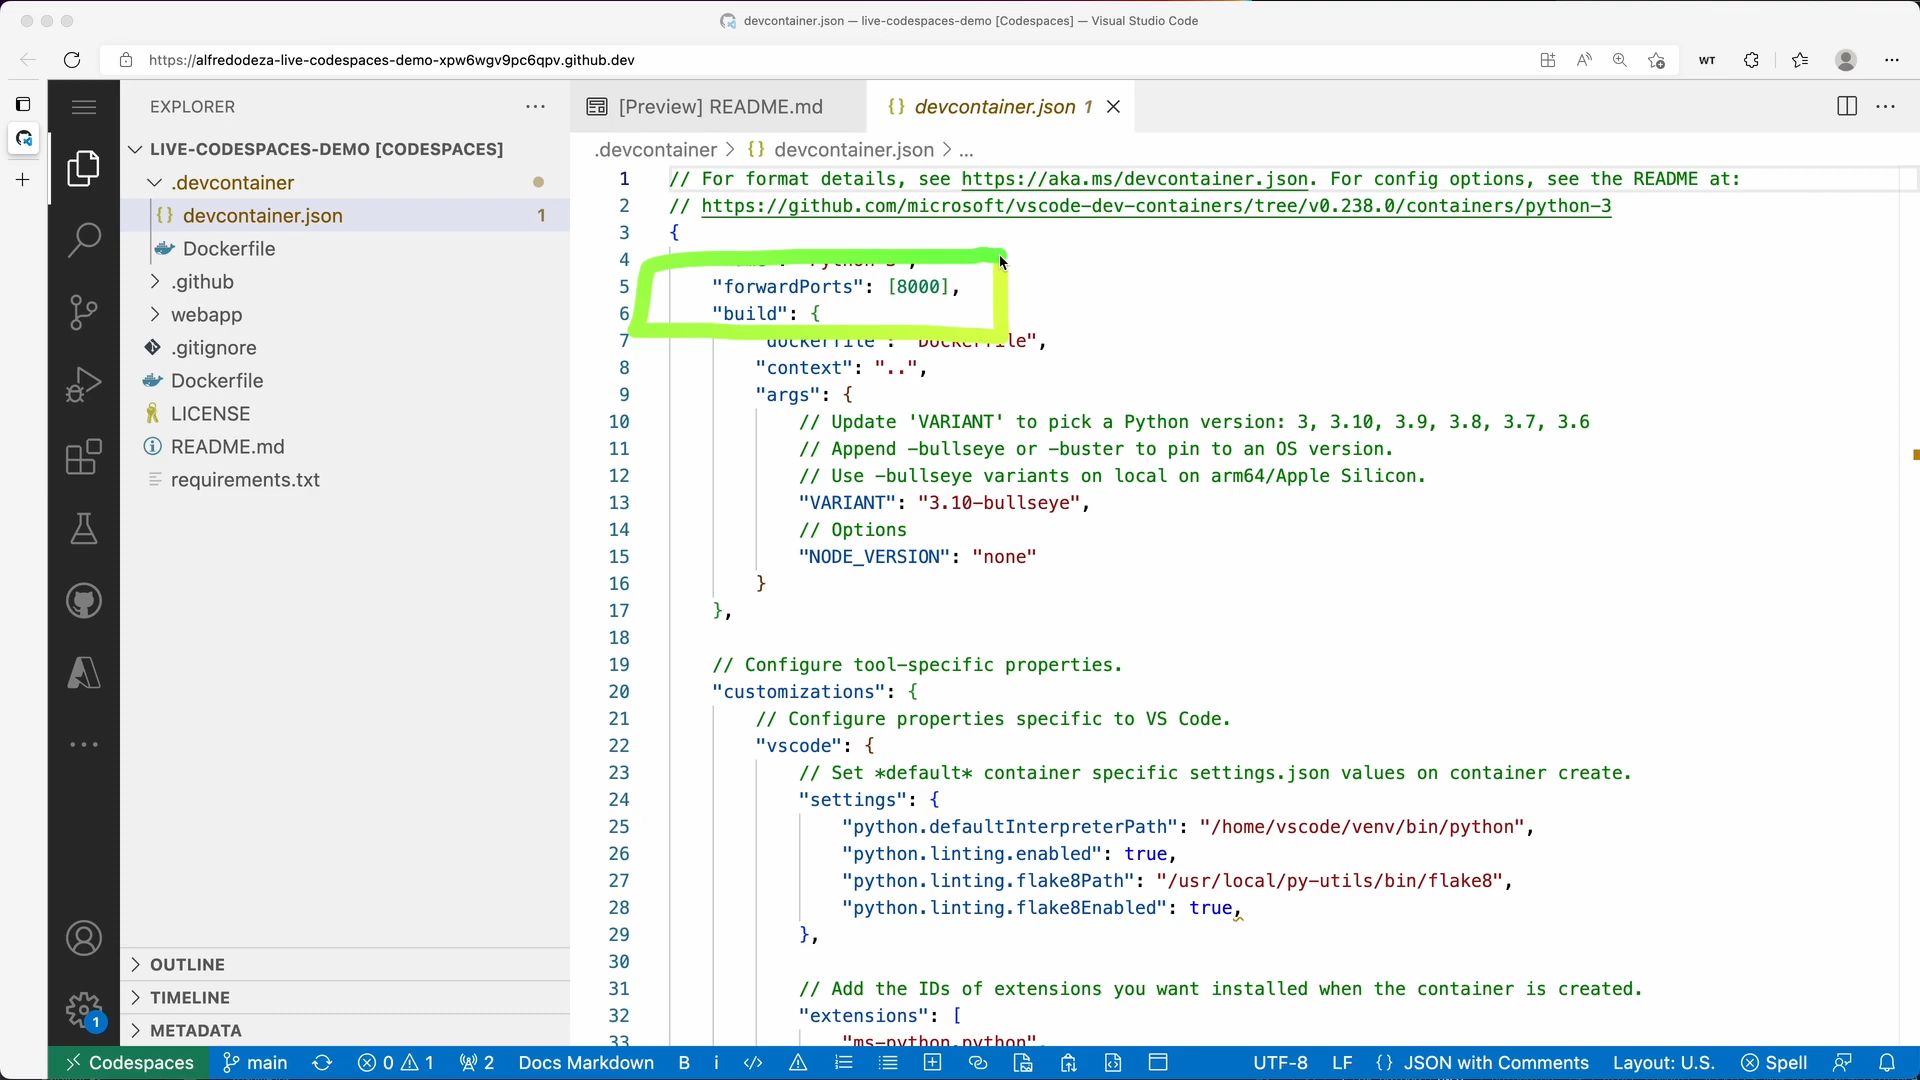 devcontainer.json — live-codespaces-demo [Codespaces] — Visual Studio Code
https://alfredodeza-live-codespaces-demo-xpw6wgv9pc6qpv.github.dev
WT
EXPLORER
[Preview] README.md
{} devcontainer.json 1
LIVE-CODESPACES-DEMO [CODESPACES]
.devcontainer
{} devcontainer.json 1
Dockerfile
.github
webapp
.gitignore
Dockerfile
LICENSE
README.md
requirements.txt
OUTLINE
TIMELINE
METADATA
1
.devcontainer > {} devcontainer.json > ...
1 // For format details, see https://aka.ms/devcontainer.json. For config options, see the README at:
2 // https://github.com/microsoft/vscode-dev-containers/tree/v0.238.0/containers/python-3
3 {
4
5 "forwardPorts": [8000],
6 "build": {
7 "dockerfile": "Dockerfile",
8 "context": "..",
9 "args": {
10 // Update 'VARIANT' to pick a Python version: 3, 3.10, 3.9, 3.8, 3.7, 3.6
11 // Append -bullseye or -buster to pin to an OS version.
12 // Use -bullseye variants on local on arm64/Apple Silicon.
13 "VARIANT": "3.10-bullseye",
14 // Options
15 "NODE_VERSION": "none"
16 }
17 },
18
19 // Configure tool-specific properties.
20 "customizations": {
21 // Configure properties specific to VS Code.
22 "vscode": {
23 // Set *default* container specific settings.json values on container create.
24 "settings": {
25 "python.defaultInterpreterPath": "/home/vscode/venv/bin/python",
26 "python.linting.enabled": true,
27 "python.linting.flake8Path": "/usr/local/py-utils/bin/flake8",
28 "python.linting.flake8Enabled": true,
29 },
30
31 // Add the IDs of extensions you want installed when the container is created.
32 "extensions": [
33 "ms-python.python",
Codespaces main 0 1 2 Docs Markdown B i </> UTF-8 LF {} JSON with Comments Layout: U.S. Spell